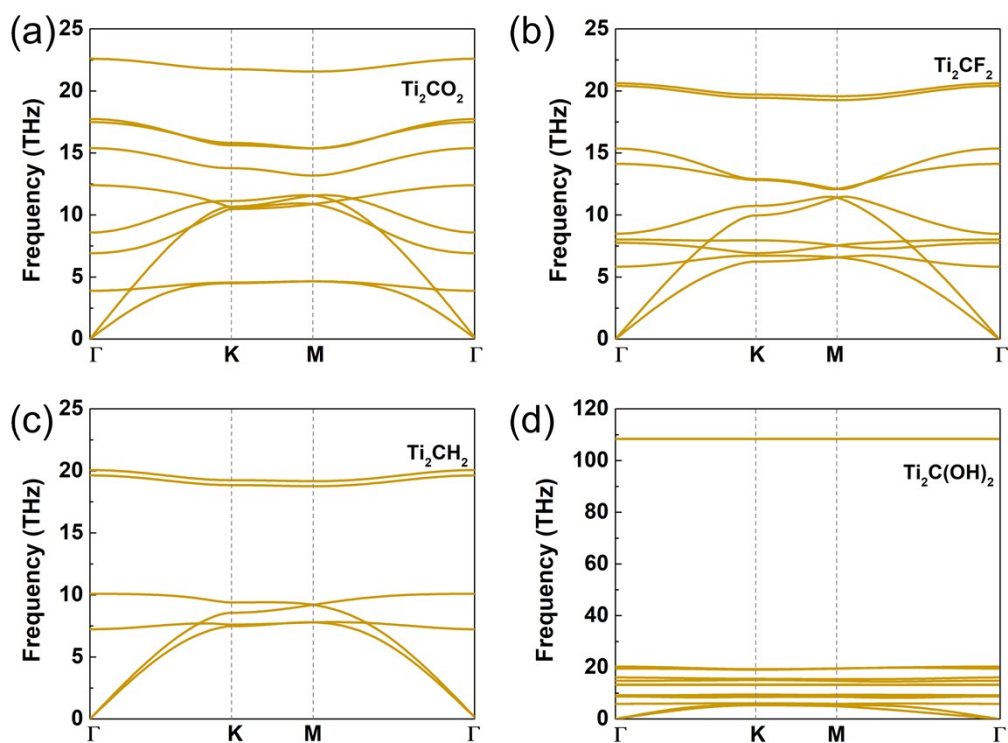 (a)
Frequency (THz)
25
20
15
10
5
0
Ti₂CO₂
Γ K M Γ
(b)
Frequency (THz)
25
20
15
10
5
0
Ti₂CF₂
Γ K M Γ
(c)
Frequency (THz)
25
20
15
10
5
0
Ti₂CH₂
Γ K M Γ
(d)
Frequency (THz)
120
100
80
60
40
20
0
Ti₂C(OH)₂
Γ K M Γ